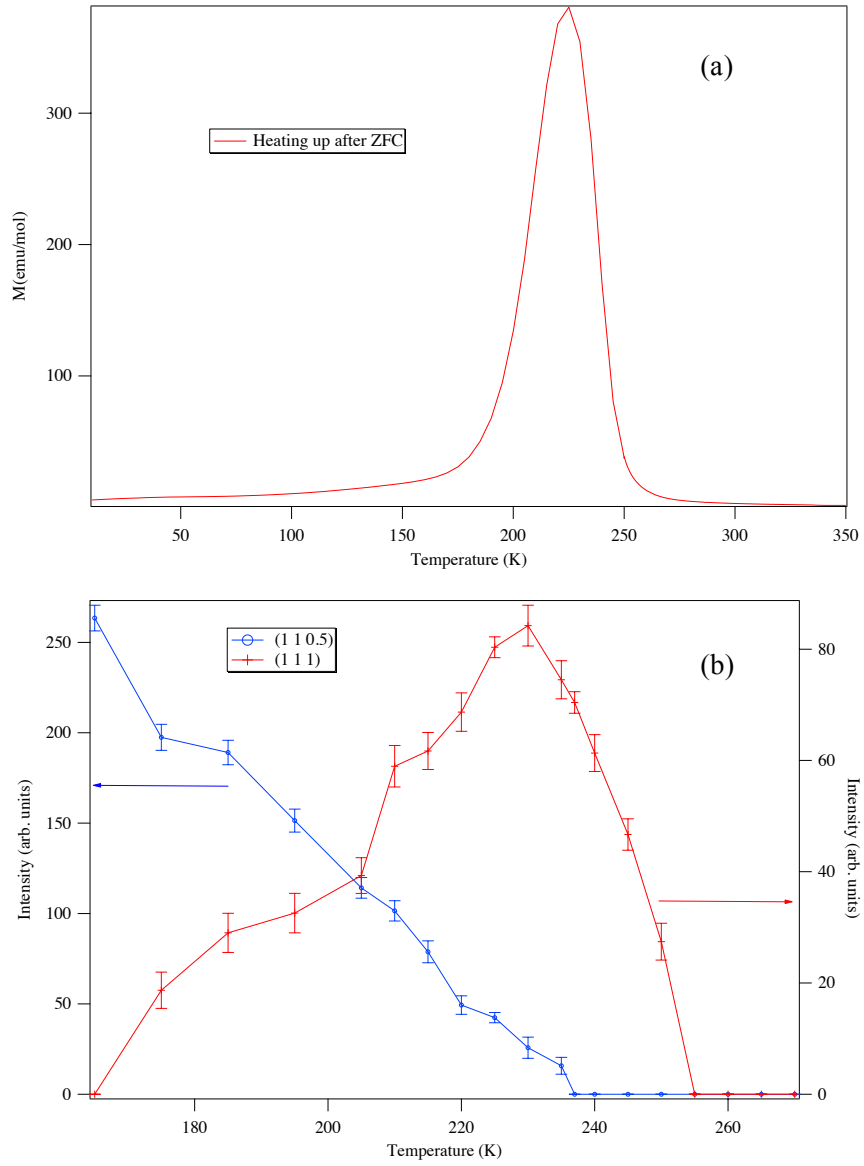 (a)
300
Heating up after ZFC
M(emu/mol)
200
100
50 100 150 200 250 300 350
Temperature (K)
(1 1 0.5)
(1 1 1)
(b)
250
200
150
100
50
0
Intensity (arb. units)
80
60
40
20
0
Intensity
(arb. units)
180 200 220 240 260
Temperature (K)